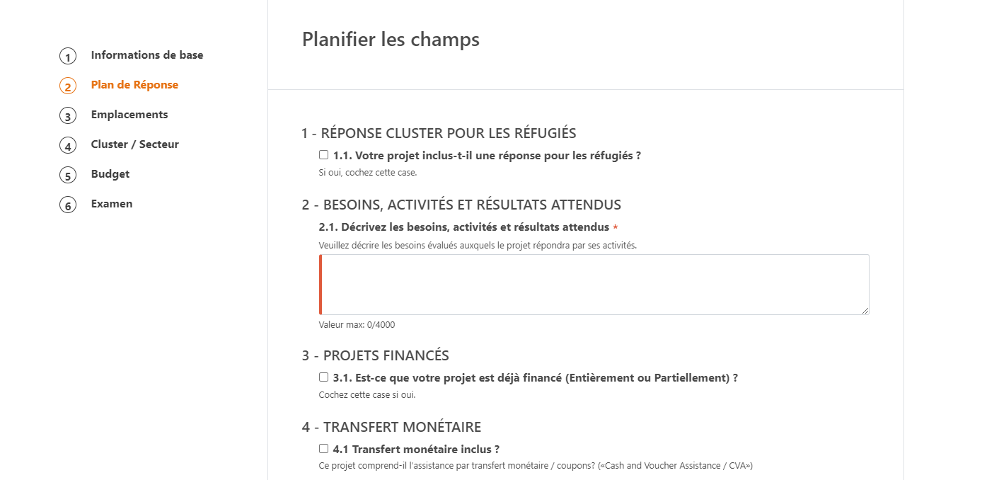 1 Informations de base
2 Plan de Réponse
3 Emplacements
4 Cluster / Secteur
5 Budget
6 Examen
Planifier les champs
1 - RÉPONSE CLUSTER POUR LES RÉFUGIÉS
1.1. Votre projet inclus-t-il une réponse pour les réfugiés ?
Si oui, cochez cette case.
2 - BESOINS, ACTIVITÉS ET RÉSULTATS ATTENDUS
2.1. Décrivez les besoins, activités et résultats attendus *
Veuillez décrire les besoins évalués auxquels le projet répondra par ses activités.
Valeur max: 0/4000
3 - PROJETS FINANCÉS
3.1. Est-ce que votre projet est déjà financé (Entièrement ou Partiellement) ?
Cochez cette case si oui.
4 - TRANSFERT MONÉTAIRE
4.1 Transfert monétaire inclus ?
Ce projet comprend-il l’assistance par transfert monétaire / coupons? («Cash and Voucher Assistance / CVA»)